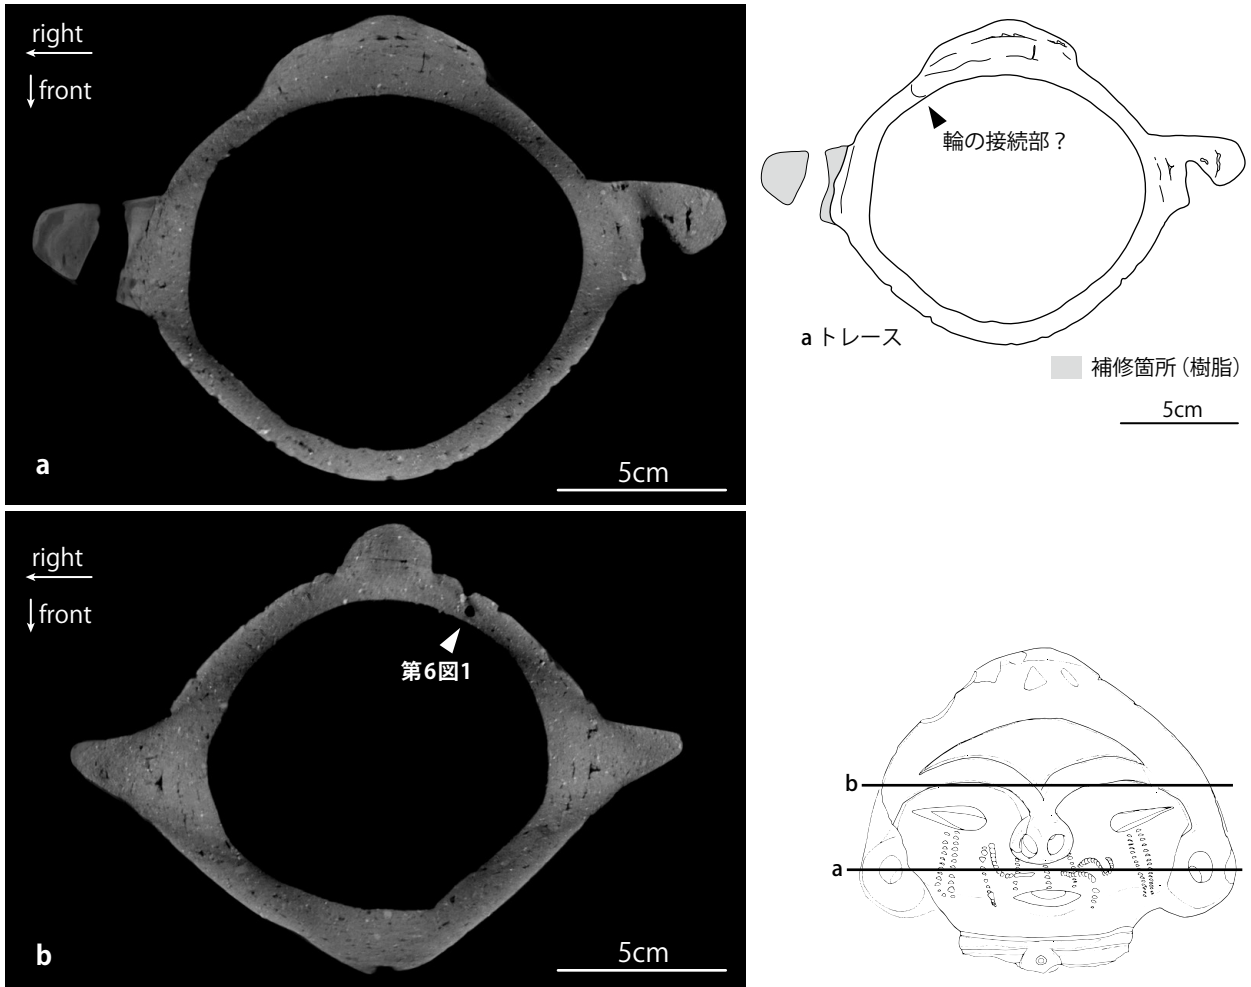 right
front
a
5cm
輪の接続部？
a トレース
補修箇所（樹脂）
5cm
right
front
第6図1
b
5cm
b
a